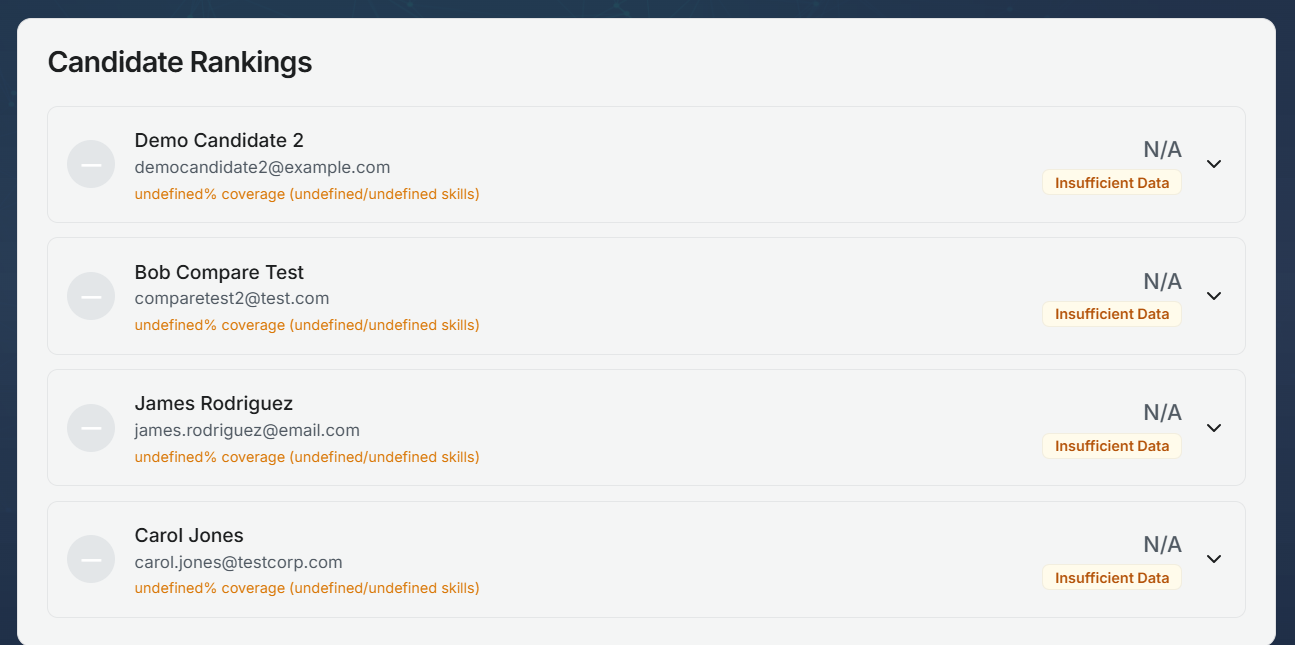 Candidate Rankings
Demo Candidate 2
democandidate2@example.com
undefined% coverage (undefined/undefined skills)
N/A
Insufficient Data
Bob Compare Test
comparetest2@test.com
undefined% coverage (undefined/undefined skills)
N/A
Insufficient Data
James Rodriguez
james.rodriguez@email.com
undefined% coverage (undefined/undefined skills)
N/A
Insufficient Data
Carol Jones
carol.jones@testcorp.com
undefined% coverage (undefined/undefined skills)
N/A
Insufficient Data